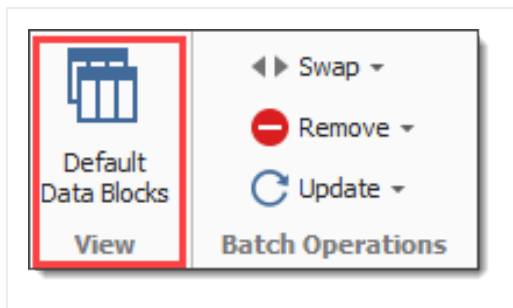 Default
Data Blocks
View
Swap
Remove
Update
Batch Operations